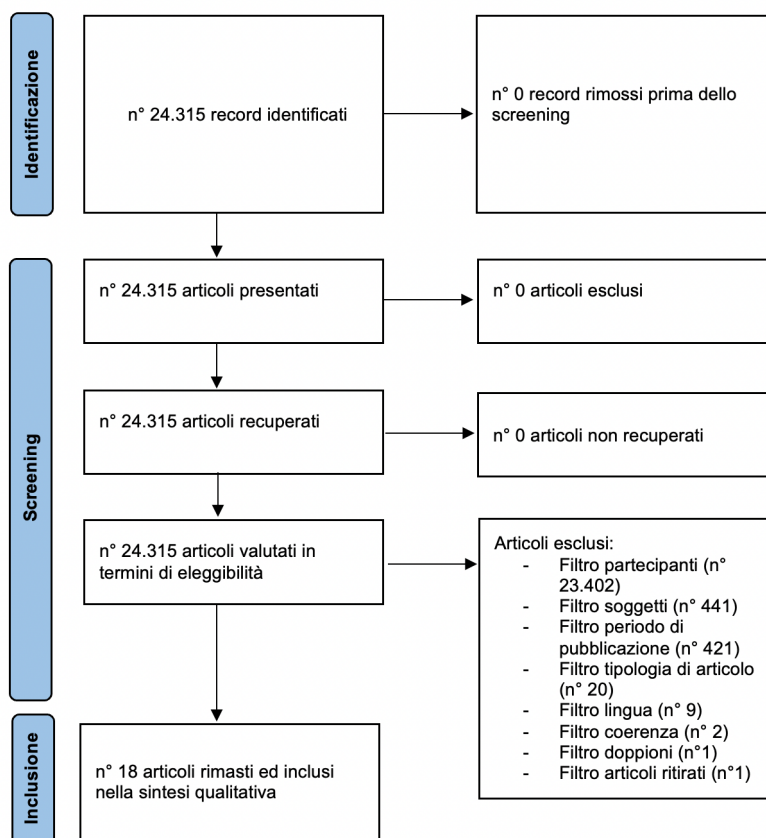 Identificazione
n° 24.315 record identificati
n° 0 record rimossi prima dello
screening
Screening
n° 24.315 articoli presentati
n° 0 articoli esclusi
n° 24.315 articoli recuperati
n° 0 articoli non recuperati
n° 24.315 articoli valutati in
termini di eleggibilità
Articoli esclusi:
- Filtro partecipanti (n°
23.402)
- Filtro soggetti (n° 441)
- Filtro periodo di
pubblicazione (n° 421)
- Filtro tipologia di articolo
(n° 20)
- Filtro lingua (n° 9)
- Filtro coerenza (n° 2)
- Filtro doppioni (n°1)
- Filtro articoli ritirati (n°1)
Inclusione
n° 18 articoli rimasti ed inclusi
nella sintesi qualitativa